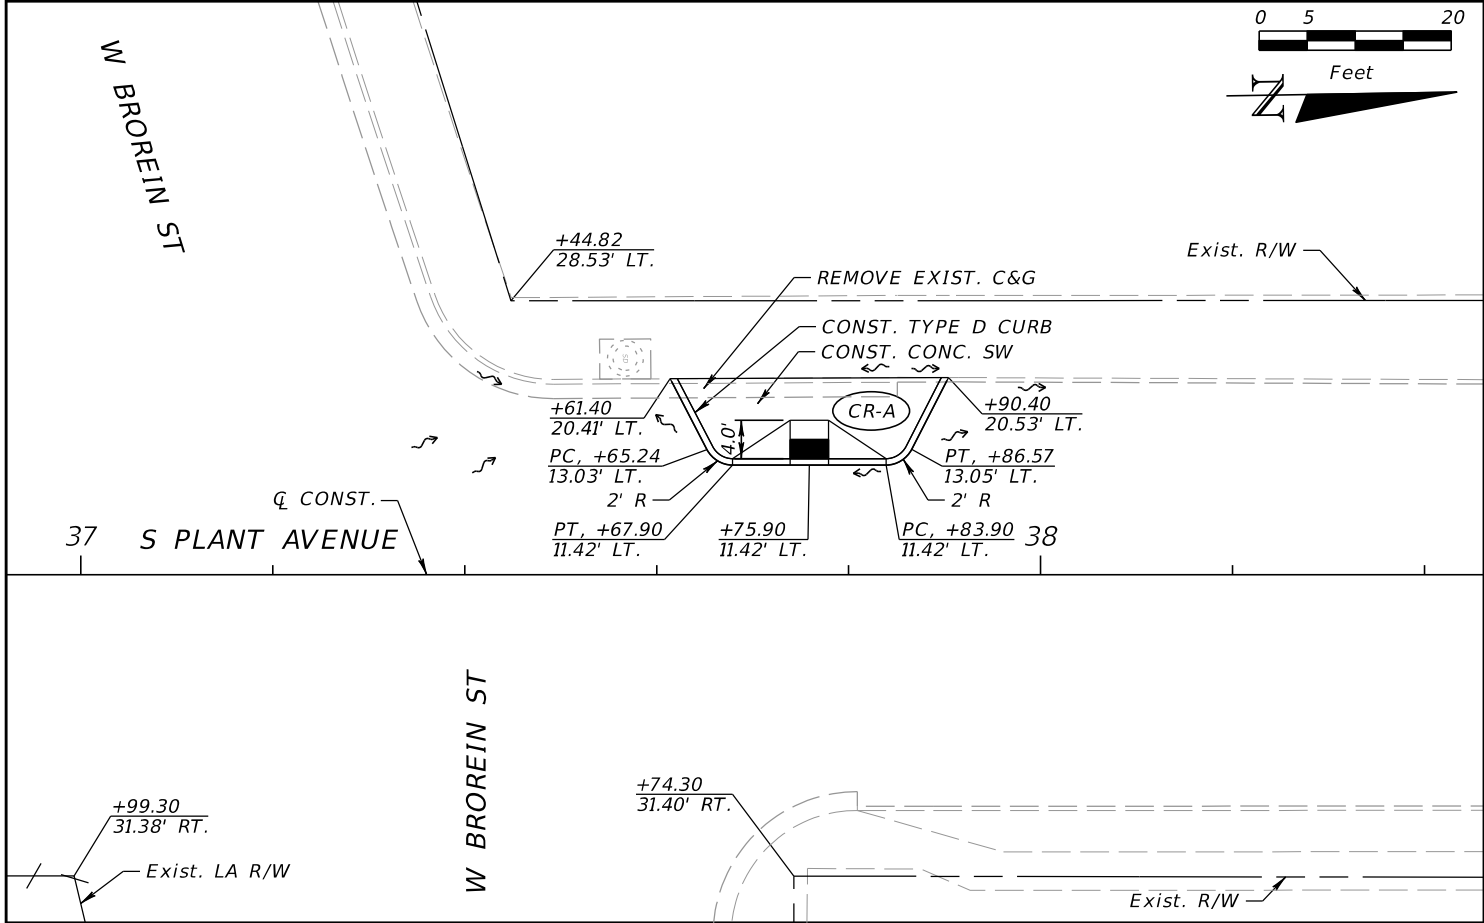 0 5 20
Feet
N
W BROREIN ST
+44.82
28.53' LT.
Exist. R/W
REMOVE EXIST. C&G
CONST. TYPE D CURB
CONST. CONC. SW
SD
CR-A
4.0'
+61.40
20.41' LT.
+90.40
20.53' LT.
PC, +65.24
13.03' LT.
PT, +86.57
13.05' LT.
2' R
2' R
℄ CONST.
PT, +67.90
11.42' LT.
+75.90
11.42' LT.
PC, +83.90
11.42' LT.
37
S PLANT AVENUE
38
W BROREIN ST
+74.30
31.40' RT.
+99.30
31.38' RT.
Exist. LA R/W
Exist. R/W